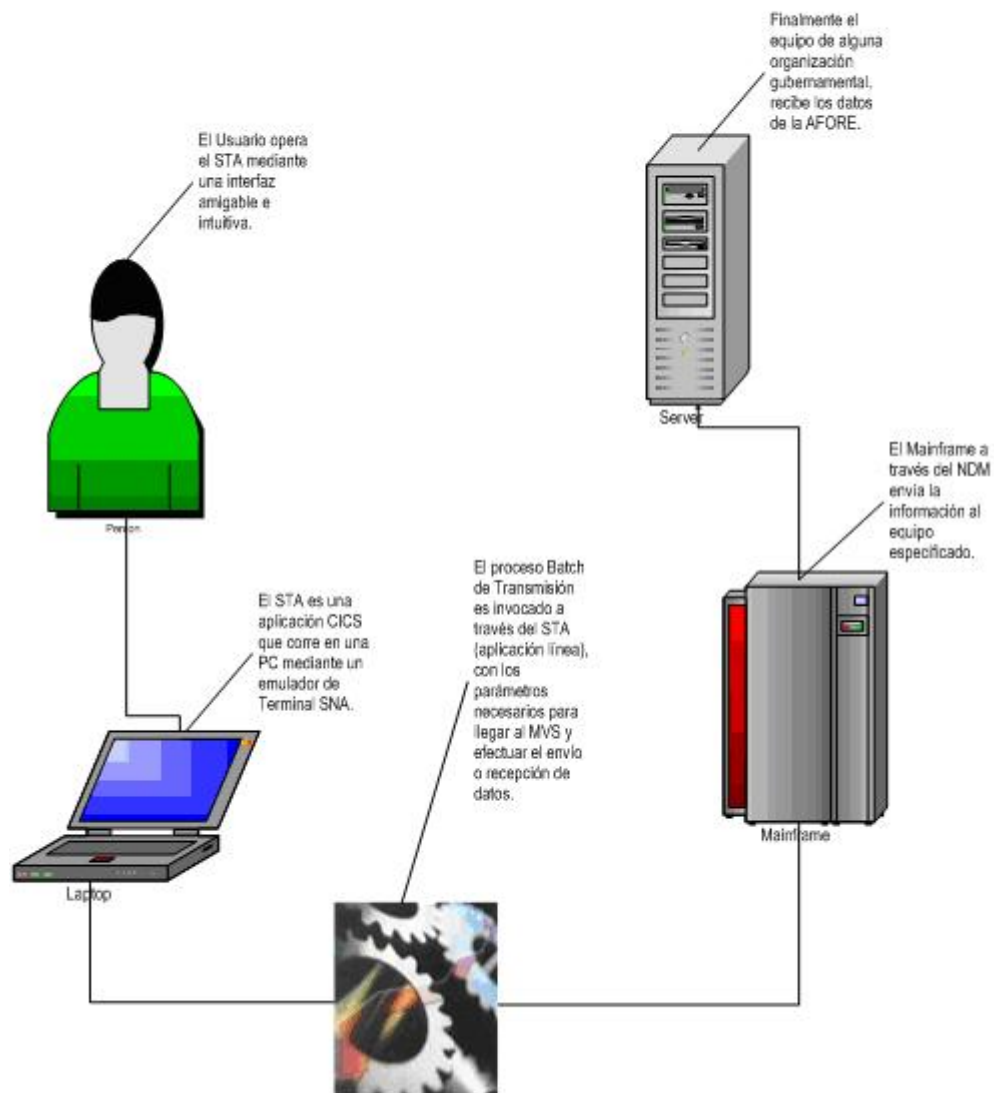 Finalmente el
equipo de alguna
organización
gubernamental,
recibe los datos
de la AFORE.
El Usuario opera
el STA mediante
una interfaz
amigable e
intuitiva.
Server
Person
El Mainframe a
través del NDM
envía la
información al
equipo
especificado.
El proceso Batch
de Transmisión
es invocado a
través del STA
(aplicación línea),
con los
parámetros
necesarios para
llegar al MVS y
efectuar el envío
o recepción de
datos.
El STA es una
aplicación CICS
que corre en una
PC mediante un
emulador de
Terminal SNA.
Mainframe
Laptop